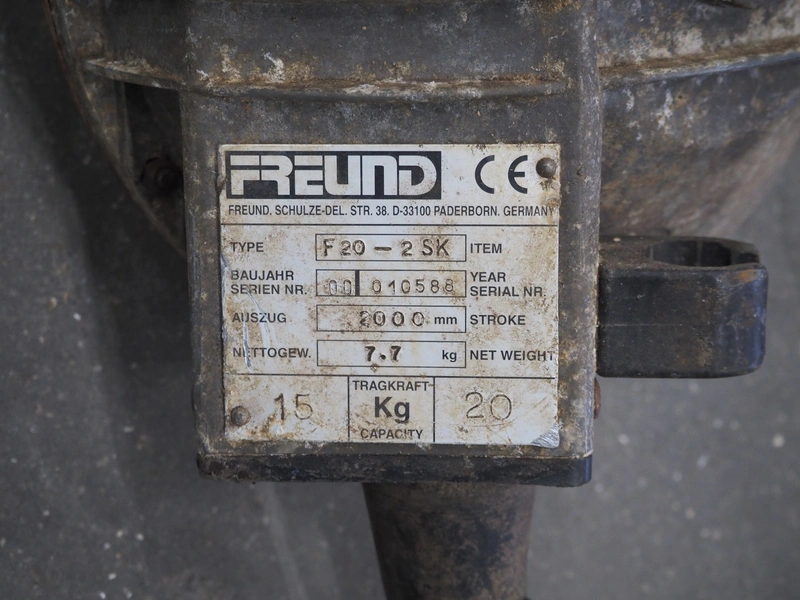 FREUND CE
FREUND, SCHULZE-DEL. STR. 38. D-33100 PADERBORN. GERMANY
TYPE F20-2SK ITEM
BAUJAHR YEAR
SERIEN NR. 00 010588 SERIAL NR.
AUSZUG 2000 mm STROKE
NETTOGEW. 7.7 kg NET WEIGHT
TRAGKRAFT
15 Kg 20
CAPACITY